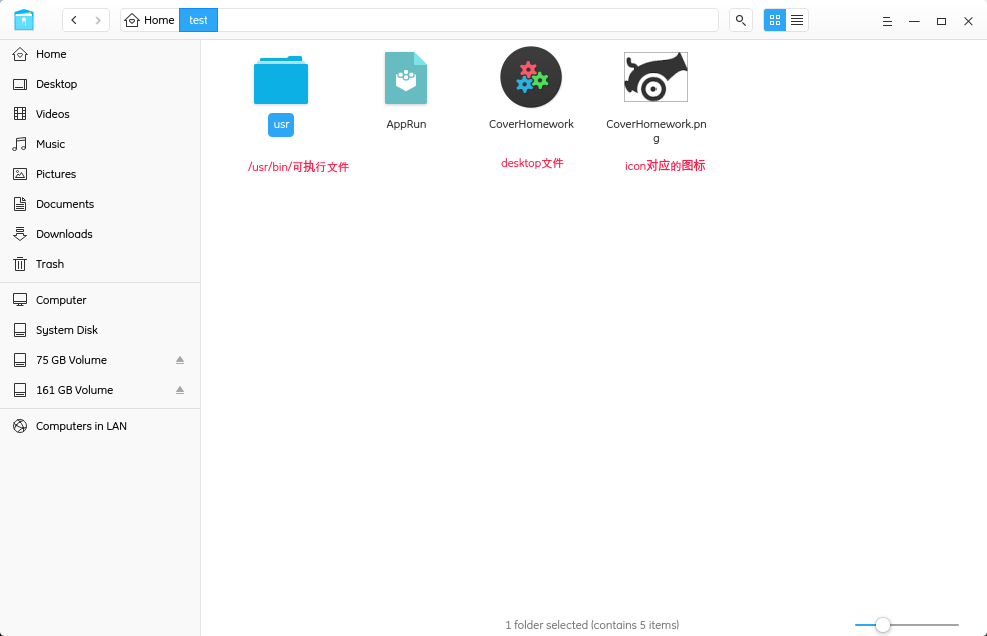 Home test
Home
Desktop
Videos
Music
Pictures
Documents
Downloads
Trash
Computer
System Disk
75 GB Volume
161 GB Volume
Computers in LAN
usr
AppRun
CoverHomework
CoverHomework.pn
g
/usr/bin/可执行文件
desktop文件
icon对应的图标
1 folder selected (contains 5 items)